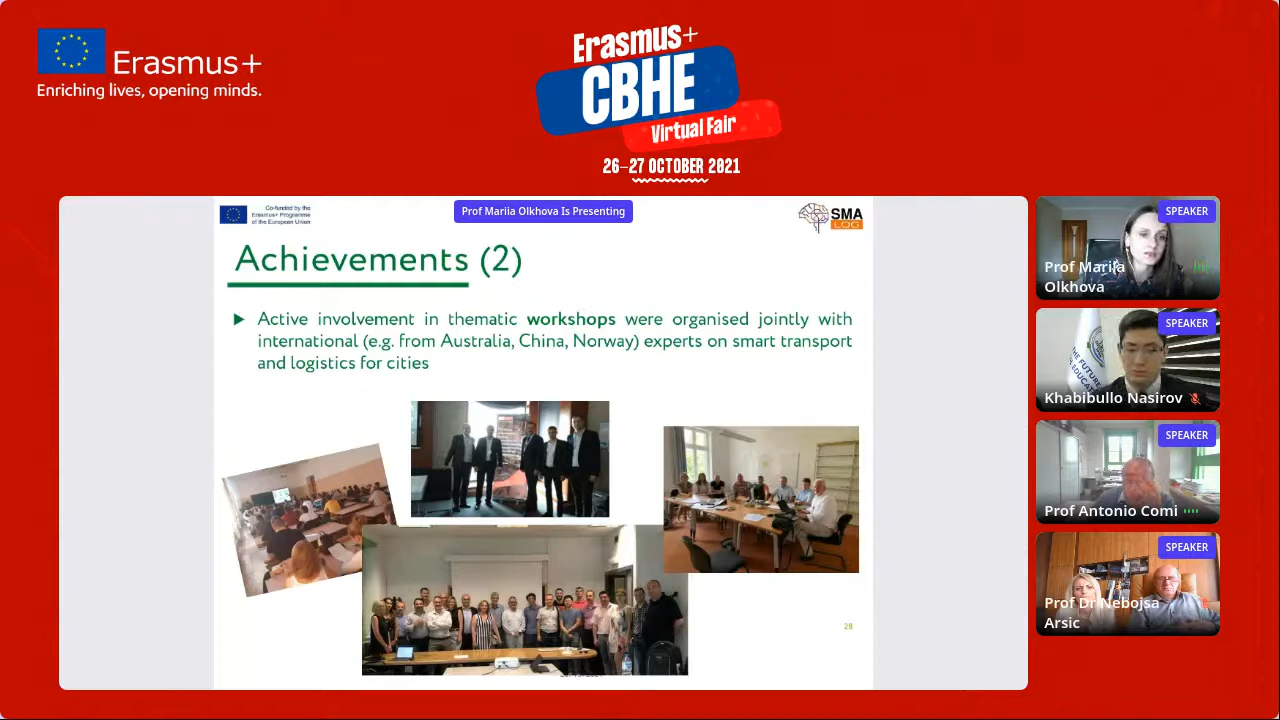 Erasmus+
Enriching lives, opening minds.
Erasmus+
CBHE
Virtual Fair
26–27 OCTOBER 2021
Co-funded by the
Erasmus+ Programme
of the European Union
Prof Mariia Olkhova Is Presenting
SMA
LOG
Achievements (2)
Active involvement in thematic workshops were organised jointly with
international (e.g. from Australia, China, Norway) experts on smart transport
and logistics for cities
28
SPEAKER
Prof Mariia
Olkhova
SPEAKER
THE FUTURE
EDUCA
Khabibullo Nasirov
SPEAKER
Prof Antonio Comi
SPEAKER
Prof Dr Nebojsa
Arsic